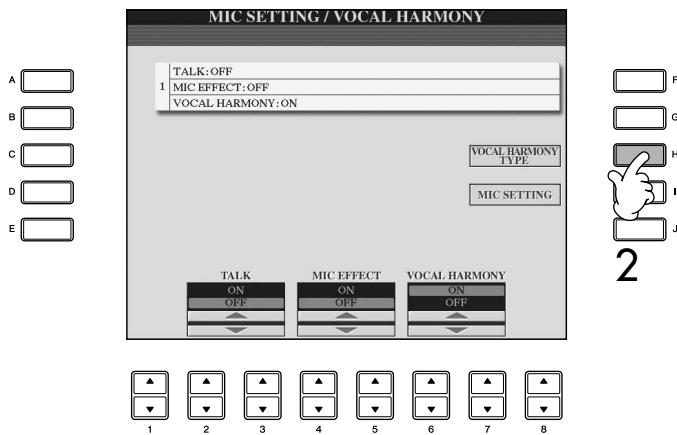 MIC SETTING / VOCAL HARMONY
TALK:OFF
1 MIC EFFECT:OFF
VOCAL HARMONY:ON
A
B
C
D
E
VOCAL HARMONY
TYPE
MIC SETTING
F
G
H
I
J
2
TALK MIC EFFECT VOCAL HARMONY
ON ON ON
OFF OFF OFF
1 2 3 4 5 6 7 8